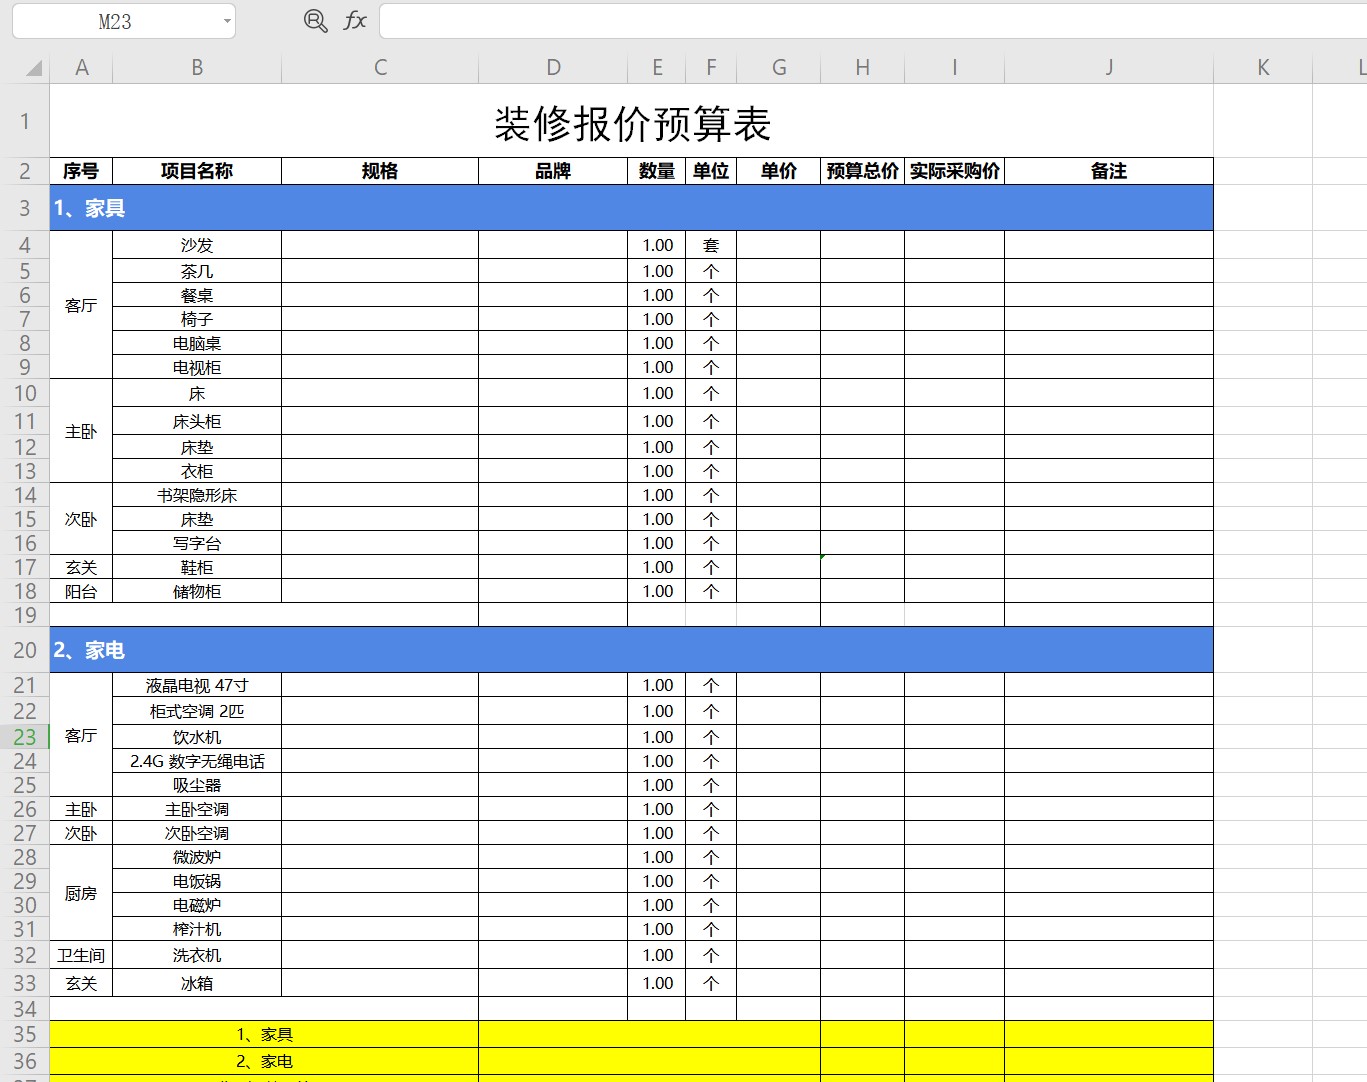 M23 fx
A B C D E F G H I J K L
1 装修报价预算表
2 序号 项目名称 规格 品牌 数量 单位 单价 预算总价 实际采购价 备注
3 1、家具
4 沙发 1.00 套
5 茶几 1.00 个
6 餐桌 1.00 个
客厅
7 椅子 1.00 个
8 电脑桌 1.00 个
9 电视柜 1.00 个
10 床 1.00 个
11 床头柜 1.00 个
主卧
12 床垫 1.00 个
13 衣柜 1.00 个
14 书架隐形床 1.00 个
15 次卧 床垫 1.00 个
16 写字台 1.00 个
17 玄关 鞋柜 1.00 个
18 阳台 储物柜 1.00 个
19
20 2、家电
21 液晶电视 47寸 1.00 个
22 柜式空调 2匹 1.00 个
23 客厅 饮水机 1.00 个
24 2.4G 数字无绳电话 1.00 个
25 吸尘器 1.00 个
26 主卧 主卧空调 1.00 个
27 次卧 次卧空调 1.00 个
28 微波炉 1.00 个
29 电饭锅 1.00 个
厨房
30 电磁炉 1.00 个
31 榨汁机 1.00 个
32 卫生间 洗衣机 1.00 个
33 玄关 冰箱 1.00 个
34
35 1、家具
36 2、家电